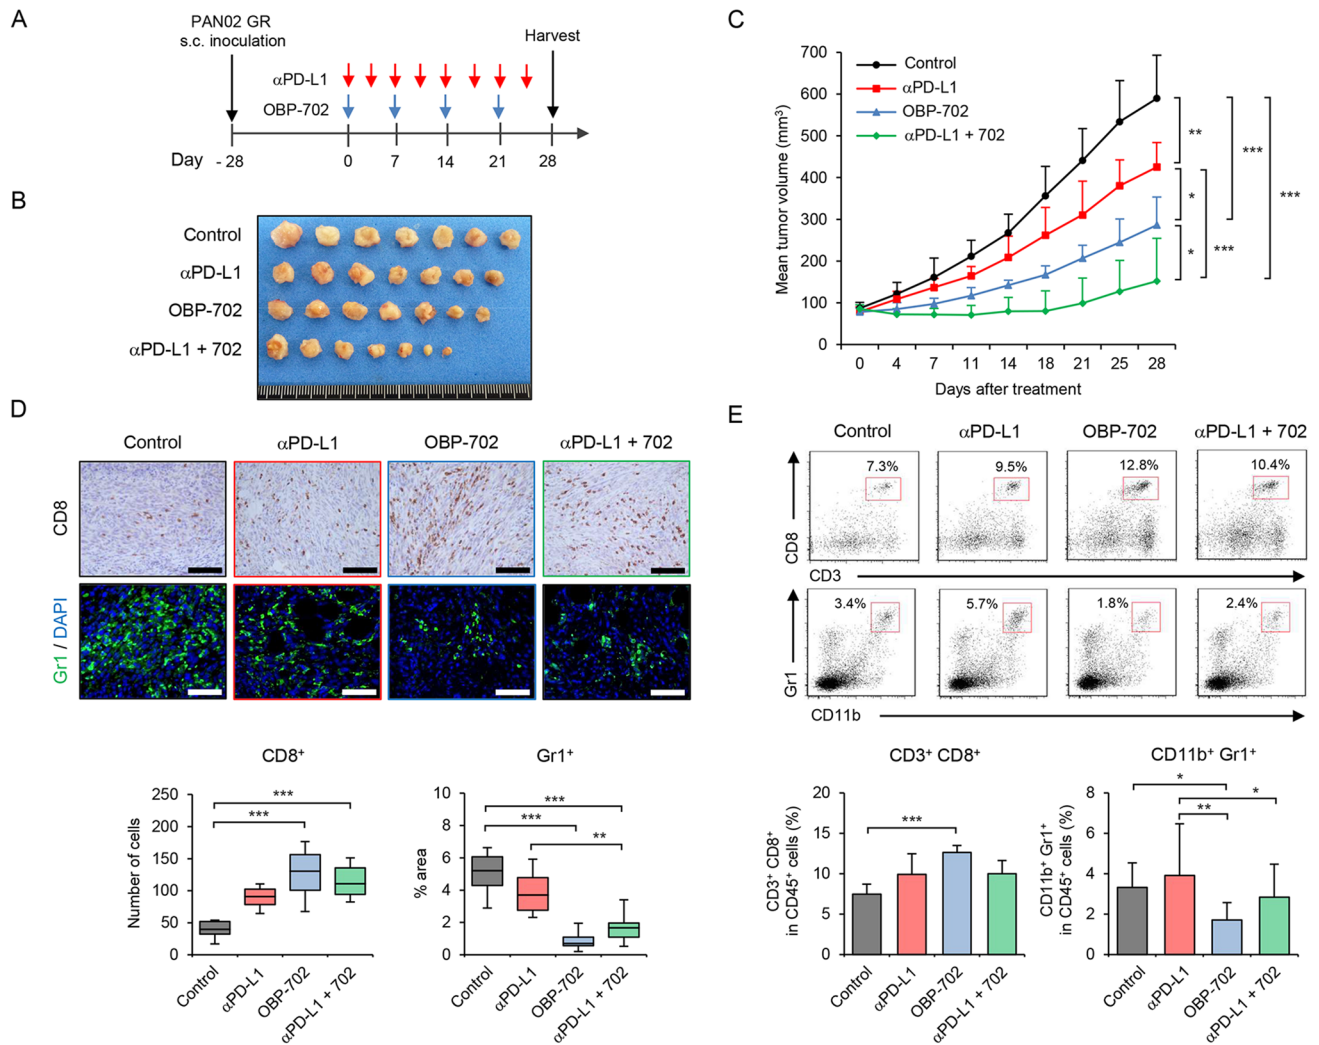 A
PAN02 GR
s.c. inoculation
Harvest
αPD-L1
OBP-702
Day
- 28 0 7 14 21 28
B
Control
αPD-L1
OBP-702
αPD-L1 + 702
C
Mean tumor volume (mm³)
700
600
500
400
300
200
100
0
Control
αPD-L1
OBP-702
αPD-L1 + 702
**
*
*
***
***
***
0 4 7 11 14 18 21 25 28
Days after treatment
D
Control αPD-L1 OBP-702 αPD-L1 + 702
CD8
Gr1 / DAPI
CD8⁺
Number of cells
250
200
150
100
50
0
***
***
Control αPD-L1 OBP-702 αPD-L1 + 702
Gr1⁺
% area
10
8
6
4
2
0
***
***
**
Control αPD-L1 OBP-702 αPD-L1 + 702
E
Control αPD-L1 OBP-702 αPD-L1 + 702
7.3% 9.5% 12.8% 10.4%
CD8
CD3
3.4% 5.7% 1.8% 2.4%
Gr1
CD11b
CD3⁺ CD8⁺
CD3⁺ CD8⁺
in CD45⁺ cells (%)
20
15
10
5
0
***
Control αPD-L1 OBP-702 αPD-L1 + 702
CD11b⁺ Gr1⁺
CD11b⁺ Gr1⁺
in CD45⁺ cells (%)
8
6
4
2
0
*
*
**
Control αPD-L1 OBP-702 αPD-L1 + 702